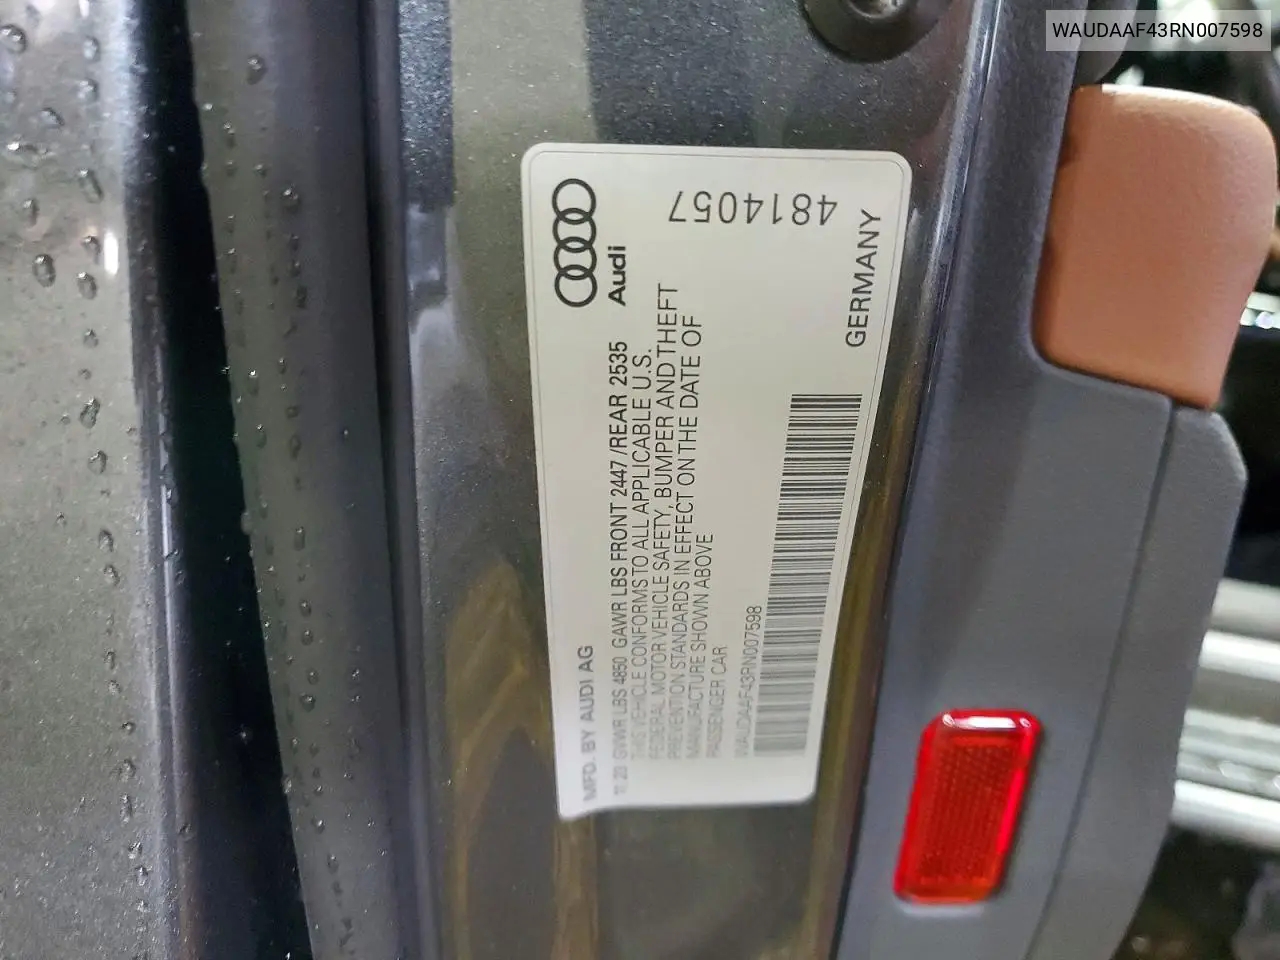 WAUDAAF43RN007598
Audi
4814057
MFD. BY AUDI AG
11.23 GVWR LBS 4850 GAWR LBS FRONT 2447/REAR 2535
THIS VEHICLE CONFORMS TO ALL APPLICABLE U.S.
FEDERAL MOTOR VEHICLE SAFETY, BUMPER AND THEFT
PREVENTION STANDARDS IN EFFECT ON THE DATE OF
MANUFACTURE SHOWN ABOVE
PASSENGER CAR
WAUDAAF43RN007598
GERMANY